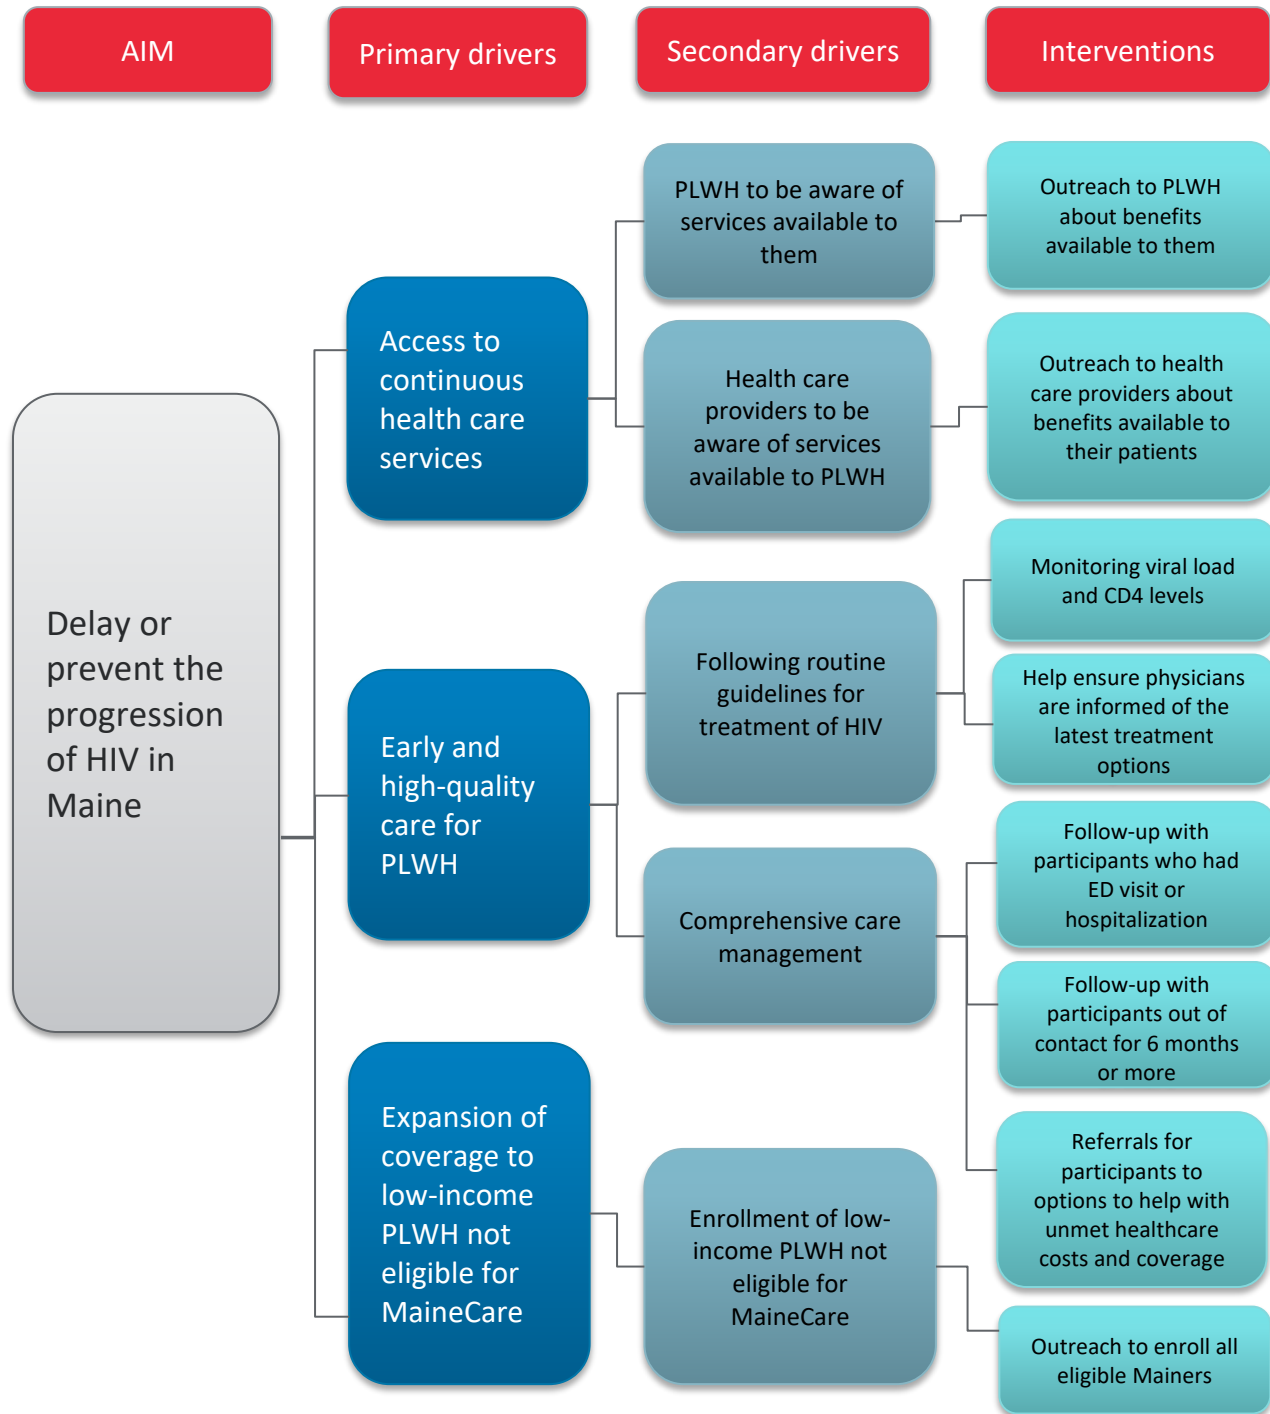 AIM
Primary drivers
Secondary drivers
Interventions
Delay or
prevent the
progression
of HIV in
Maine
Access to
continuous
health care
services
Early and
high-quality
care for
PLWH
Expansion of
coverage to
low-income
PLWH not
eligible for
MaineCare
PLWH to be aware of
services available to
them
Health care
providers to be
aware of services
available to PLWH
Following routine
guidelines for
treatment of HIV
Comprehensive care
management
Enrollment of low-
income PLWH not
eligible for
MaineCare
Outreach to PLWH
about benefits
available to them
Outreach to health
care providers about
benefits available to
their patients
Monitoring viral load
and CD4 levels
Help ensure physicians
are informed of the
latest treatment
options
Follow-up with
participants who had
ED visit or
hospitalization
Follow-up with
participants out of
contact for 6 months
or more
Referrals for
participants to
options to help with
unmet healthcare
costs and coverage
Outreach to enroll all
eligible Mainers